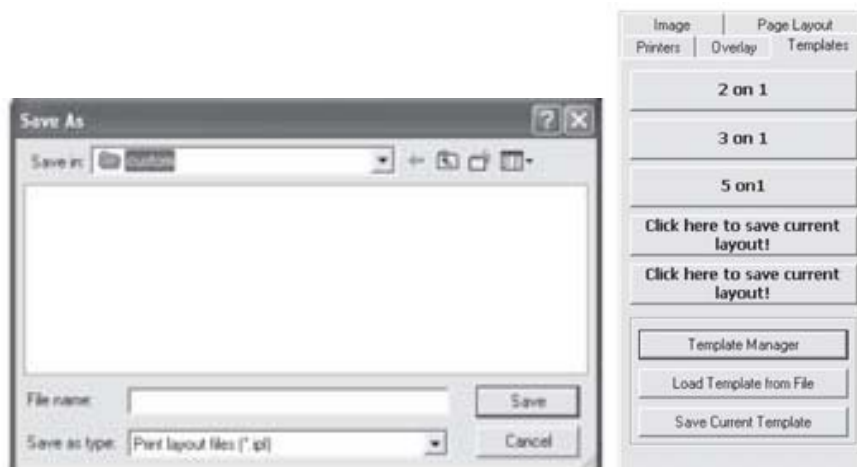 Save As
Save in: custom
File name:
Save
Save as type: Print layout files (*.ipl)
Cancel
Image
Page Layout
Printers
Overlay
Templates
2 on 1
3 on 1
5 on1
Click here to save current
layout!
Click here to save current
layout!
Template Manager
Load Template from File
Save Current Template